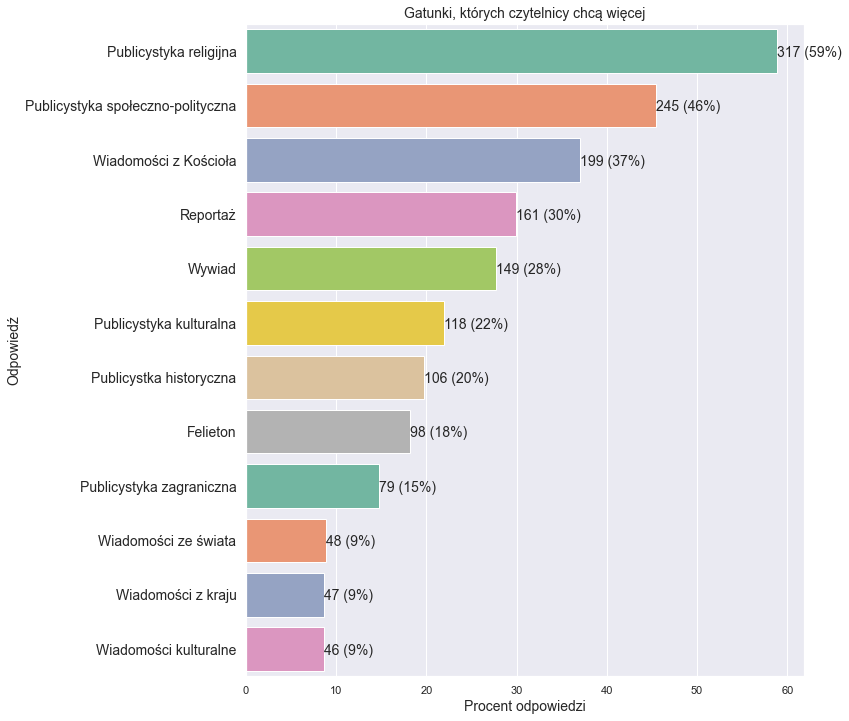 Gatunki, których czytelnicy chcą więcej
Publicystyka religijna 317 (59%)
Publicystyka społeczno-polityczna 245 (46%)
Wiadomości z Kościoła 199 (37%)
Reportaż 161 (30%)
Wywiad 149 (28%)
Publicystyka kulturalna 118 (22%)
Publicystka historyczna 106 (20%)
Felieton 98 (18%)
Publicystyka zagraniczna 79 (15%)
Wiadomości ze świata 48 (9%)
Wiadomości z kraju 47 (9%)
Wiadomości kulturalne 46 (9%)
Odpowiedź
0 10 20 30 40 50 60
Procent odpowiedzi